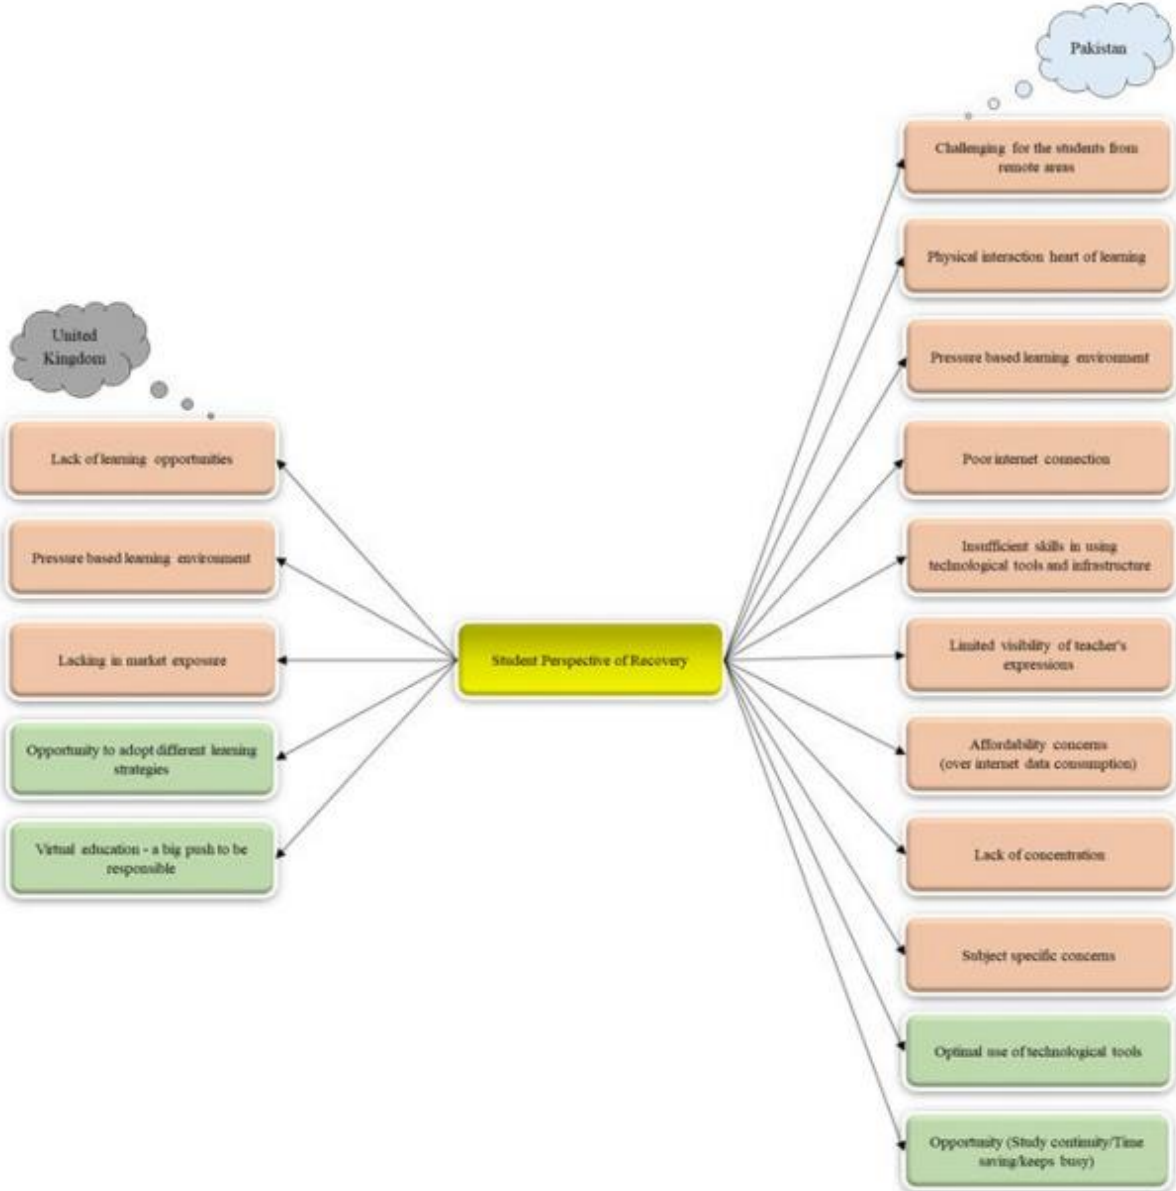 Pakistan
Challenging for the students from
remote areas
Physical interaction heart of learning
Pressure based learning environment
Poor internet connection
Insufficient skills in using
technological tools and infrastructure
Limited visibility of teacher's
expressions
Affordability concerns
(over internet data consumption)
Lack of concentration
Subject specific concerns
Optimal use of technological tools
Opportunity (Study continuity/Time
saving/keeps busy)
Student Perspective of Recovery
United
Kingdom
Lack of learning opportunities
Pressure based learning environment
Lacking in market exposure
Opportunity to adopt different learning
strategies
Virtual education - a big push to be
responsible